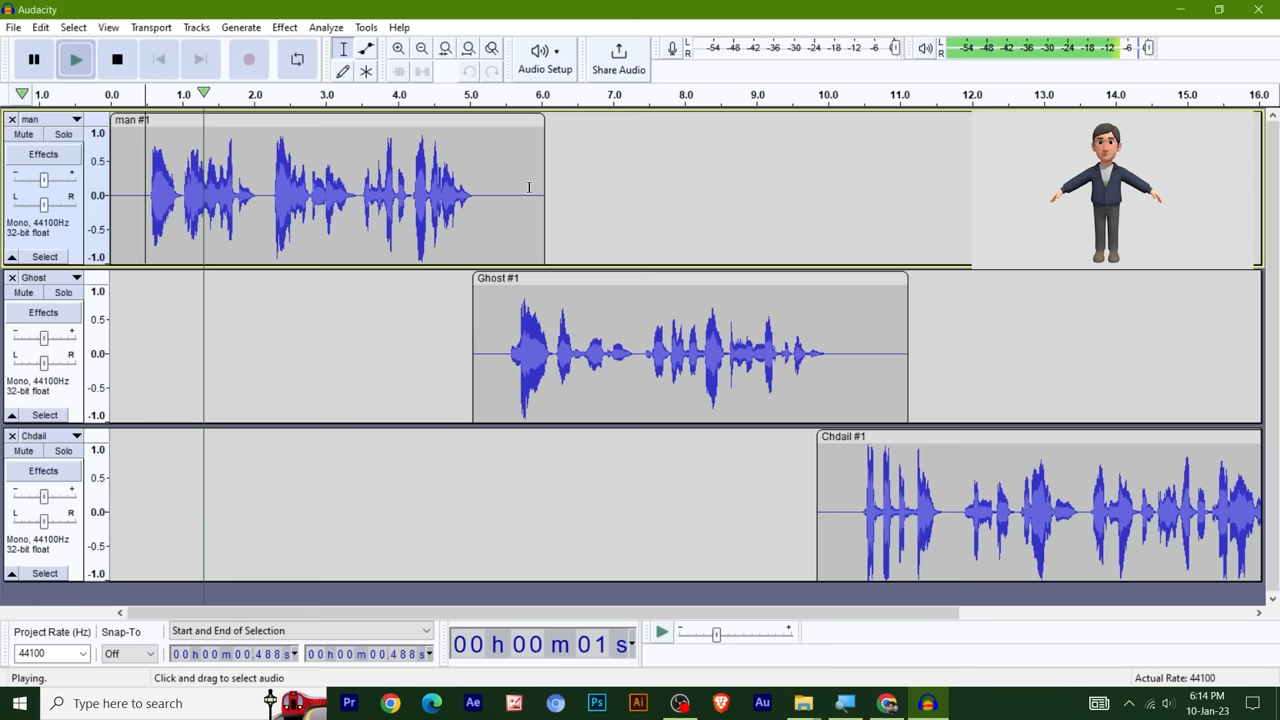 Audacity
File Edit Select View Transport Tracks Generate Effect Analyze Tools Help
Audio Setup
Share Audio
L
R
-54 -48 -42 -36 -30 -24 -18 -12 -6
L
R
-54 -48 -42 -36 -30 -24 -18 -12 -6
1.0 0.0 1.0 2.0 3.0 4.0 5.0 6.0 7.0 8.0 9.0 10.0 11.0 12.0 13.0 14.0 15.0 16.0
man
man #1
Mute Solo
Effects
- +
L R
Mono, 44100Hz
32-bit float
Select
1.0
0.5
0.0
-0.5
-1.0
Ghost
Ghost #1
Mute Solo
Effects
- +
L R
Mono, 44100Hz
32-bit float
Select
1.0
0.5
0.0
-0.5
-1.0
Chdail
Chdail #1
Mute Solo
Effects
- +
L R
Mono, 44100Hz
32-bit float
Select
1.0
0.5
0.0
-0.5
-1.0
Project Rate (Hz) Snap-To Start and End of Selection
44100 Off 00 h 00 m 00.488 s 00 h 00 m 00.488 s
00 h 00 m 01 s
- +
Playing. Click and drag to select audio Actual Rate: 44100
Type here to search
Pr
Ae
Ps
Ai
Au
6:14 PM
10-Jan-23